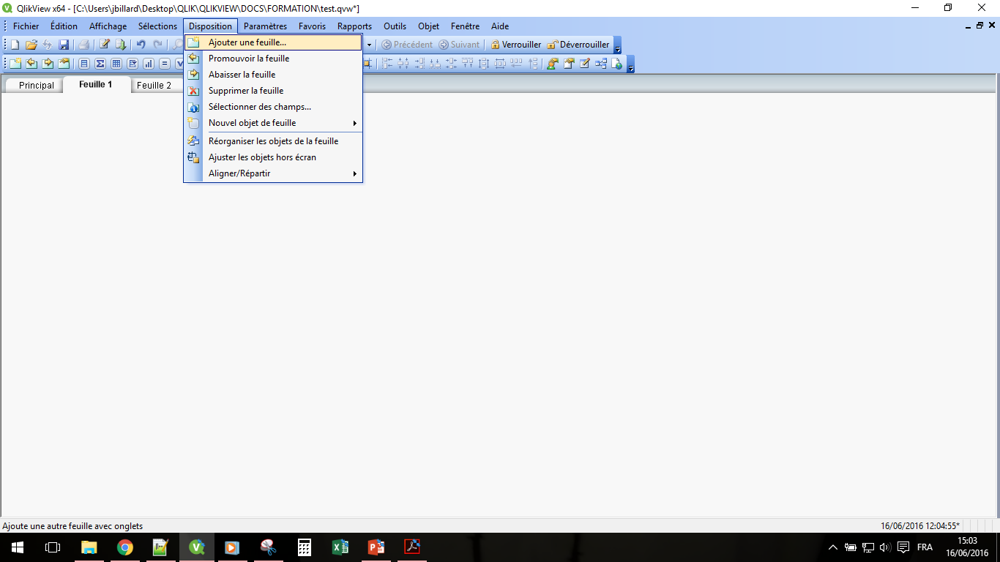 QlikView x64 - [C:\Users\jbillard\Desktop\QLIK\QLIKVIEW\DOCS\FORMATION\test.qvw*]
Fichier Édition Affichage Sélections Disposition Paramètres Favoris Rapports Outils Objet Fenêtre Aide
Précédent Suivant Verrouiller Déverrouiller
Principal Feuille 1 Feuille 2
Ajouter une feuille...
Promouvoir la feuille
Abaisser la feuille
Supprimer la feuille
Sélectionner des champs...
Nouvel objet de feuille
Réorganiser les objets de la feuille
Ajuster les objets hors écran
Aligner/Répartir
Ajoute une autre feuille avec onglets 16/06/2016 12:04:55*
FRA 15:03
16/06/2016